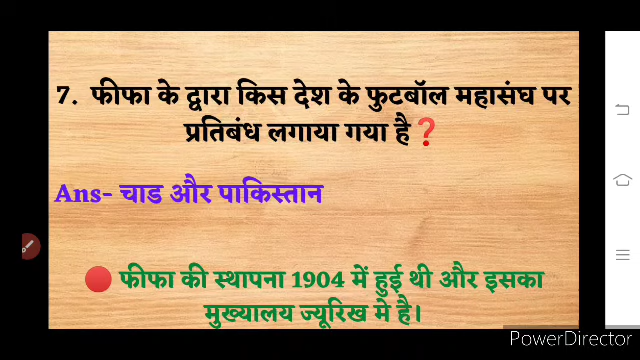 7. फीफा के द्वारा किस देश के फुटबॉल महासंघ पर
प्रतिबंध लगाया गया है❓
Ans- चाड और पाकिस्तान
🔴 फीफा की स्थापना 1904 में हुई थी और इसका
मुख्यालय ज्यूरिख मे है।
PowerDirector